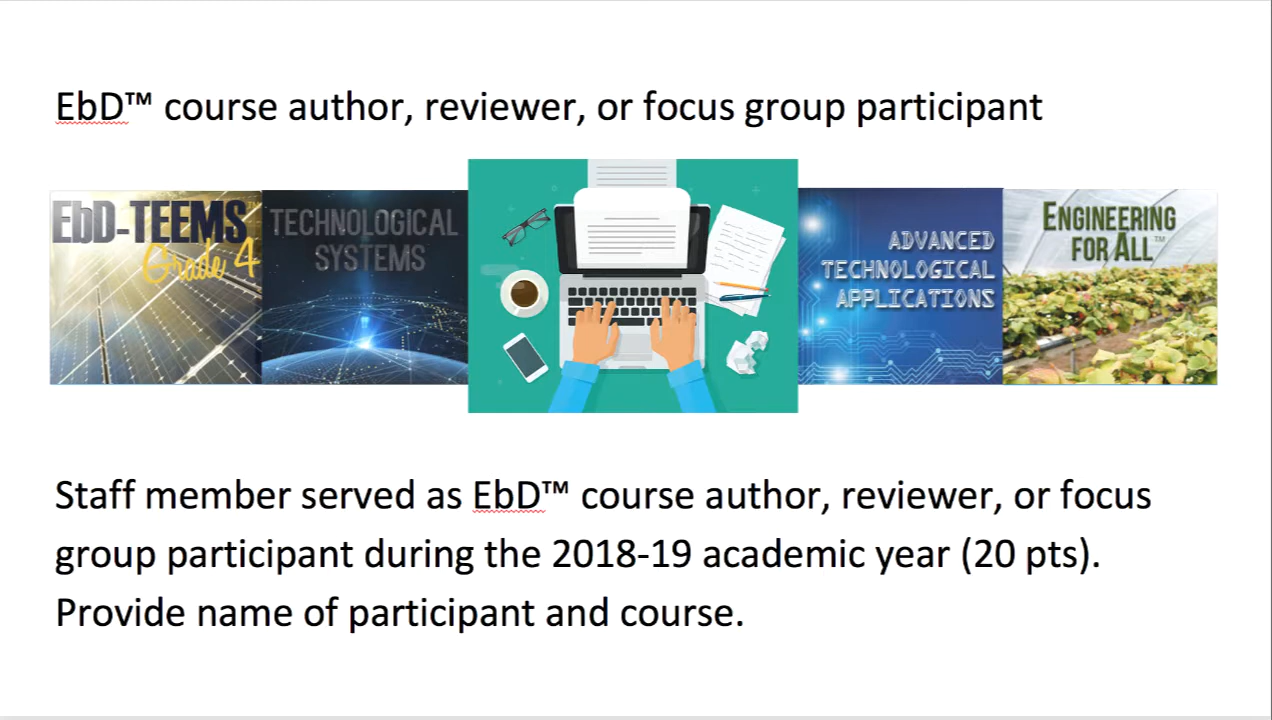 EbD™ course author, reviewer, or focus group participant
EbD-TEEMS
Grade 4
TECHNOLOGICAL
SYSTEMS
ADVANCED
TECHNOLOGICAL
APPLICATIONS
ENGINEERING
FOR ALL™
Staff member served as EbD™ course author, reviewer, or focus
group participant during the 2018-19 academic year (20 pts).
Provide name of participant and course.